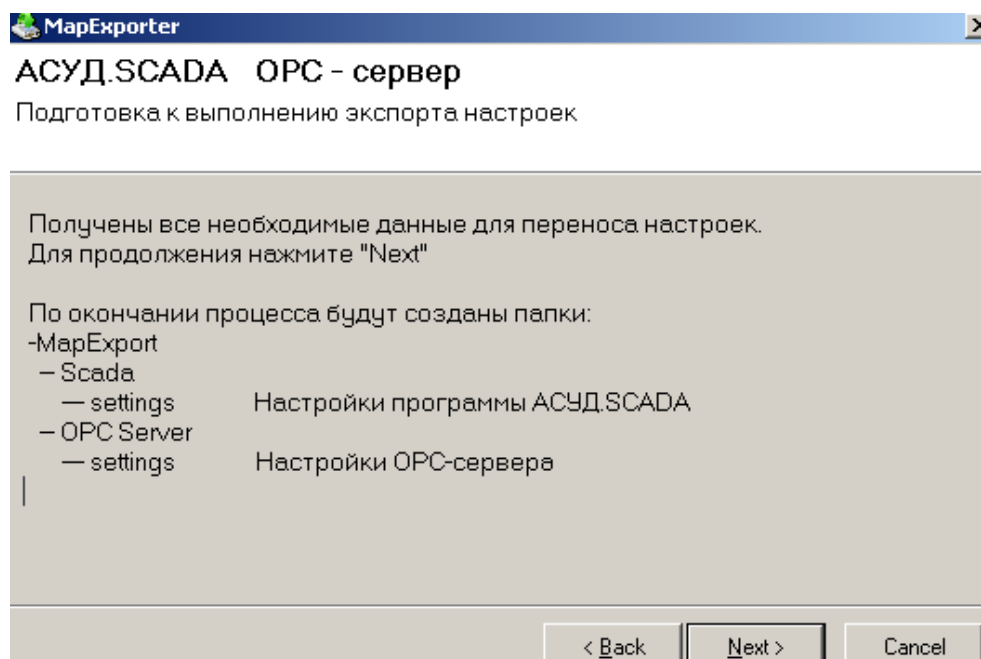 MapExporter
АСУД.SCADA OPC - сервер
Подготовка к выполнению экспорта настроек
Получены все необходимые данные для переноса настроек.
Для продолжения нажмите "Next"
По окончании процесса будут созданы папки:
-MapExport
– Scada
–– settings Настройки программы АСУД.SCADA
– OPC Server
–– settings Настройки OPC-сервера
< Back Next > Cancel